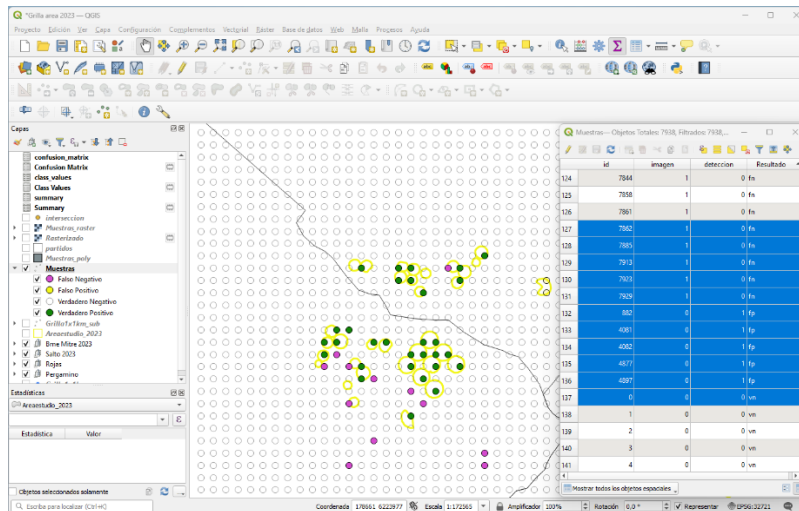 *Grilla area 2023 — QGIS
Proyecto Edición Ver Capa Configuración Complementos Vectorial Ráster Base de datos Web Malla Procesos Ayuda
Capas
confusion_matrix
Confusion Matrix
class_values
Class Values
summary
Summary
interseccion
Muestras_raster
Rasterizado
partidos
Muestras_poly
Muestras
Falso Negativo
Falso Positivo
Verdadero Negativo
Verdadero Positivo
Grilla1x1km_wb
Areaestudio_2023
Bme Mitre 2023
Salto 2023
Rojas
Pergamino
Estadísticas
Areaestudio_2023
Estadística Valor
Objetos seleccionados solamente
Muestras— Objetos Totales: 7938, Filtrados: 7938,...
id imagen deteccion Resultado
124 7844 1 0 fn
125 7858 1 0 fn
126 7861 1 0 fn
127 7862 1 0 fn
128 7885 1 0 fn
129 7913 1 0 fn
130 7923 1 0 fn
131 7929 1 0 fn
132 882 0 1 fp
133 4081 0 1 fp
134 4082 0 1 fp
135 4877 0 1 fp
136 4897 0 1 fp
137 0 0 0 vn
138 1 0 0 vn
139 2 0 0 vn
140 3 0 0 vn
141 4 0 0 vn
Mostrar todos los objetos espaciales
Escriba para localizar (Ctrl+K)
Coordenada 178661 6223977 Escala 1:172565 Amplificador 100% Rotación 0,0 ° Representar EPSG:32721